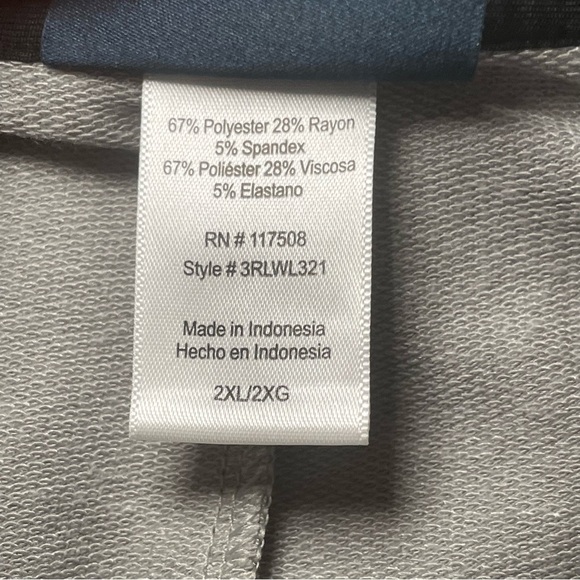 67% Polyester 28% Rayon
5% Spandex
67% Poliéster 28% Viscosa
5% Elastano
RN # 117508
Style # 3RLWL321
Made in Indonesia
Hecho en Indonesia
2XL/2XG